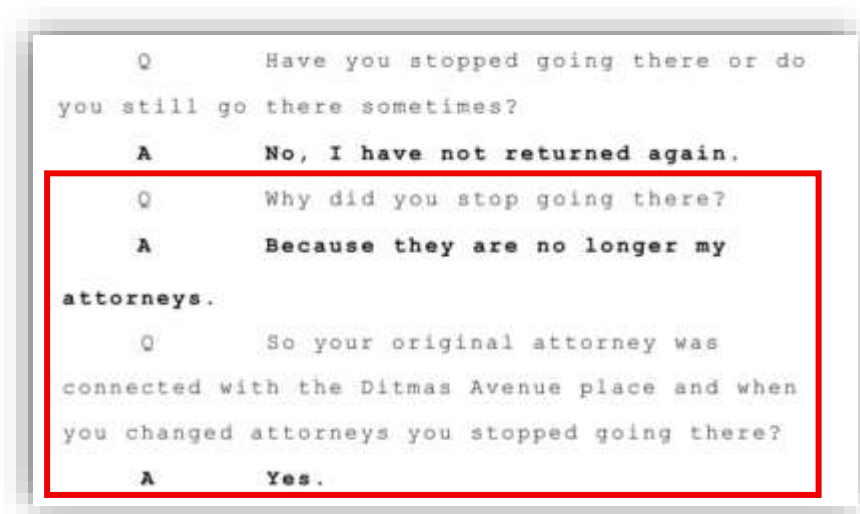 Q Have you stopped going there or do
you still go there sometimes?
A No, I have not returned again.
Q Why did you stop going there?
A Because they are no longer my
attorneys.
Q So your original attorney was
connected with the Ditmas Avenue place and when
you changed attorneys you stopped going there?
A Yes.